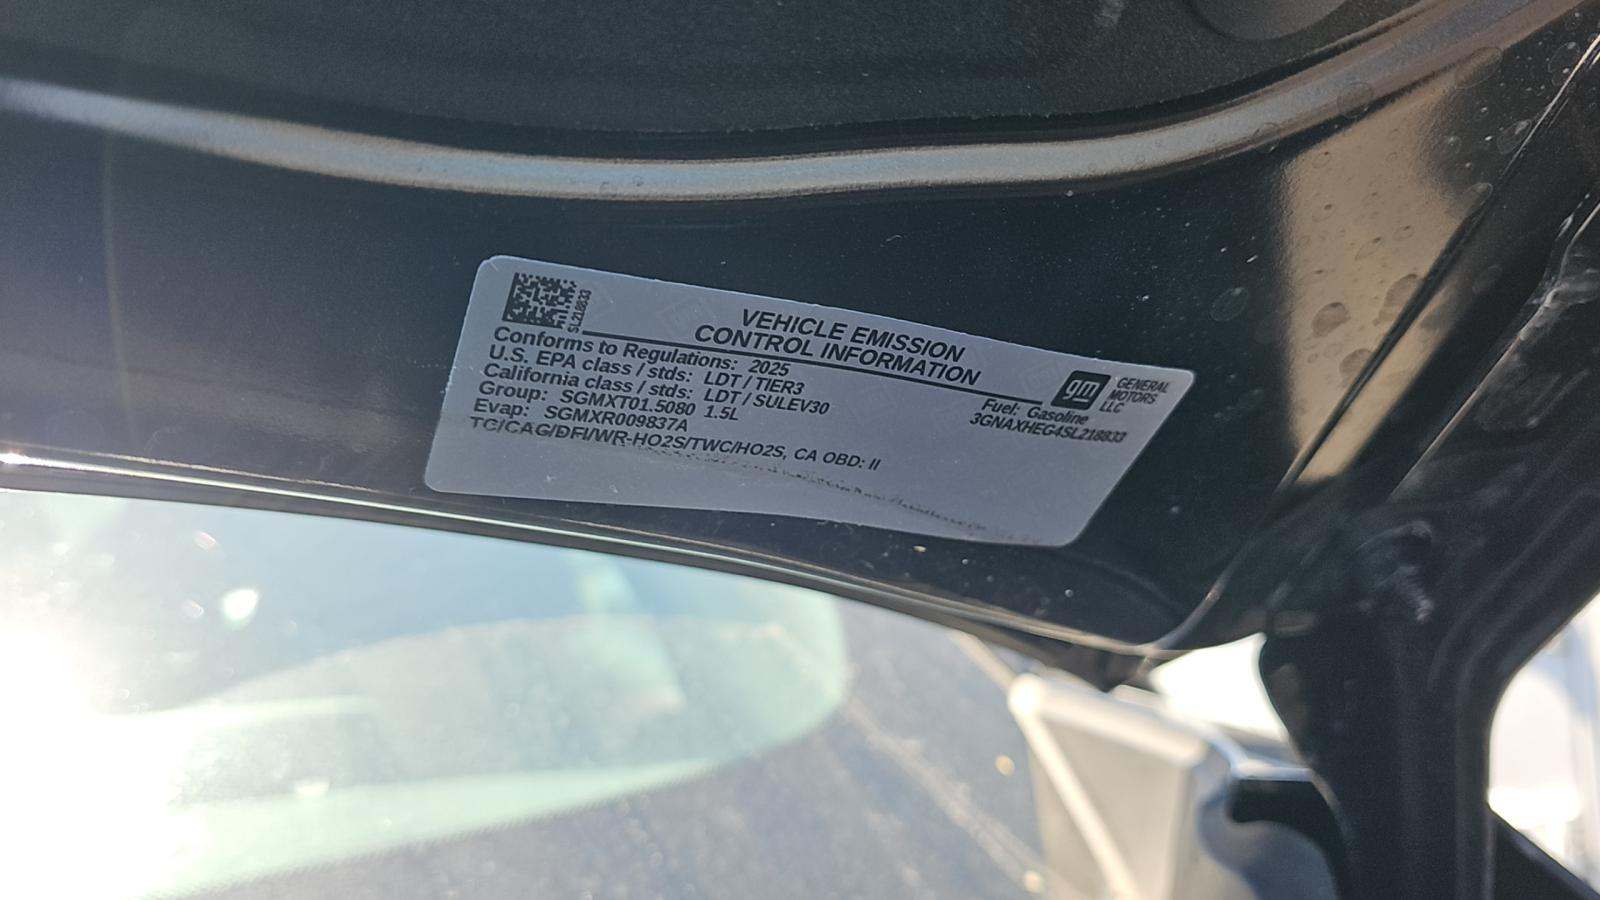 SL218833
VEHICLE EMISSION
CONTROL INFORMATION
Conforms to Regulations: 2025
U.S. EPA class / stds: LDT / TIER3
California class / stds: LDT / SULEV30
Group: SGMXT01.5080 1.5L
Evap: SGMXR009837A
TC/CAC/DFI/WR-HO2S/TWC/HO2S, CA OBD: II
gm
GENERAL
MOTORS
LLC
Fuel: Gasoline
3GNAXHEG4SL218833